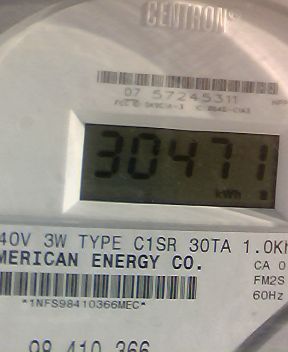 CENTRON®
07 57245311
30471
kWh
40V 3W TYPE C1SR 30TA 1.0Kh
MERICAN ENERGY CO.
CA 0
FM2S
60Hz
*1NFS98410366MEC*
98 410 366